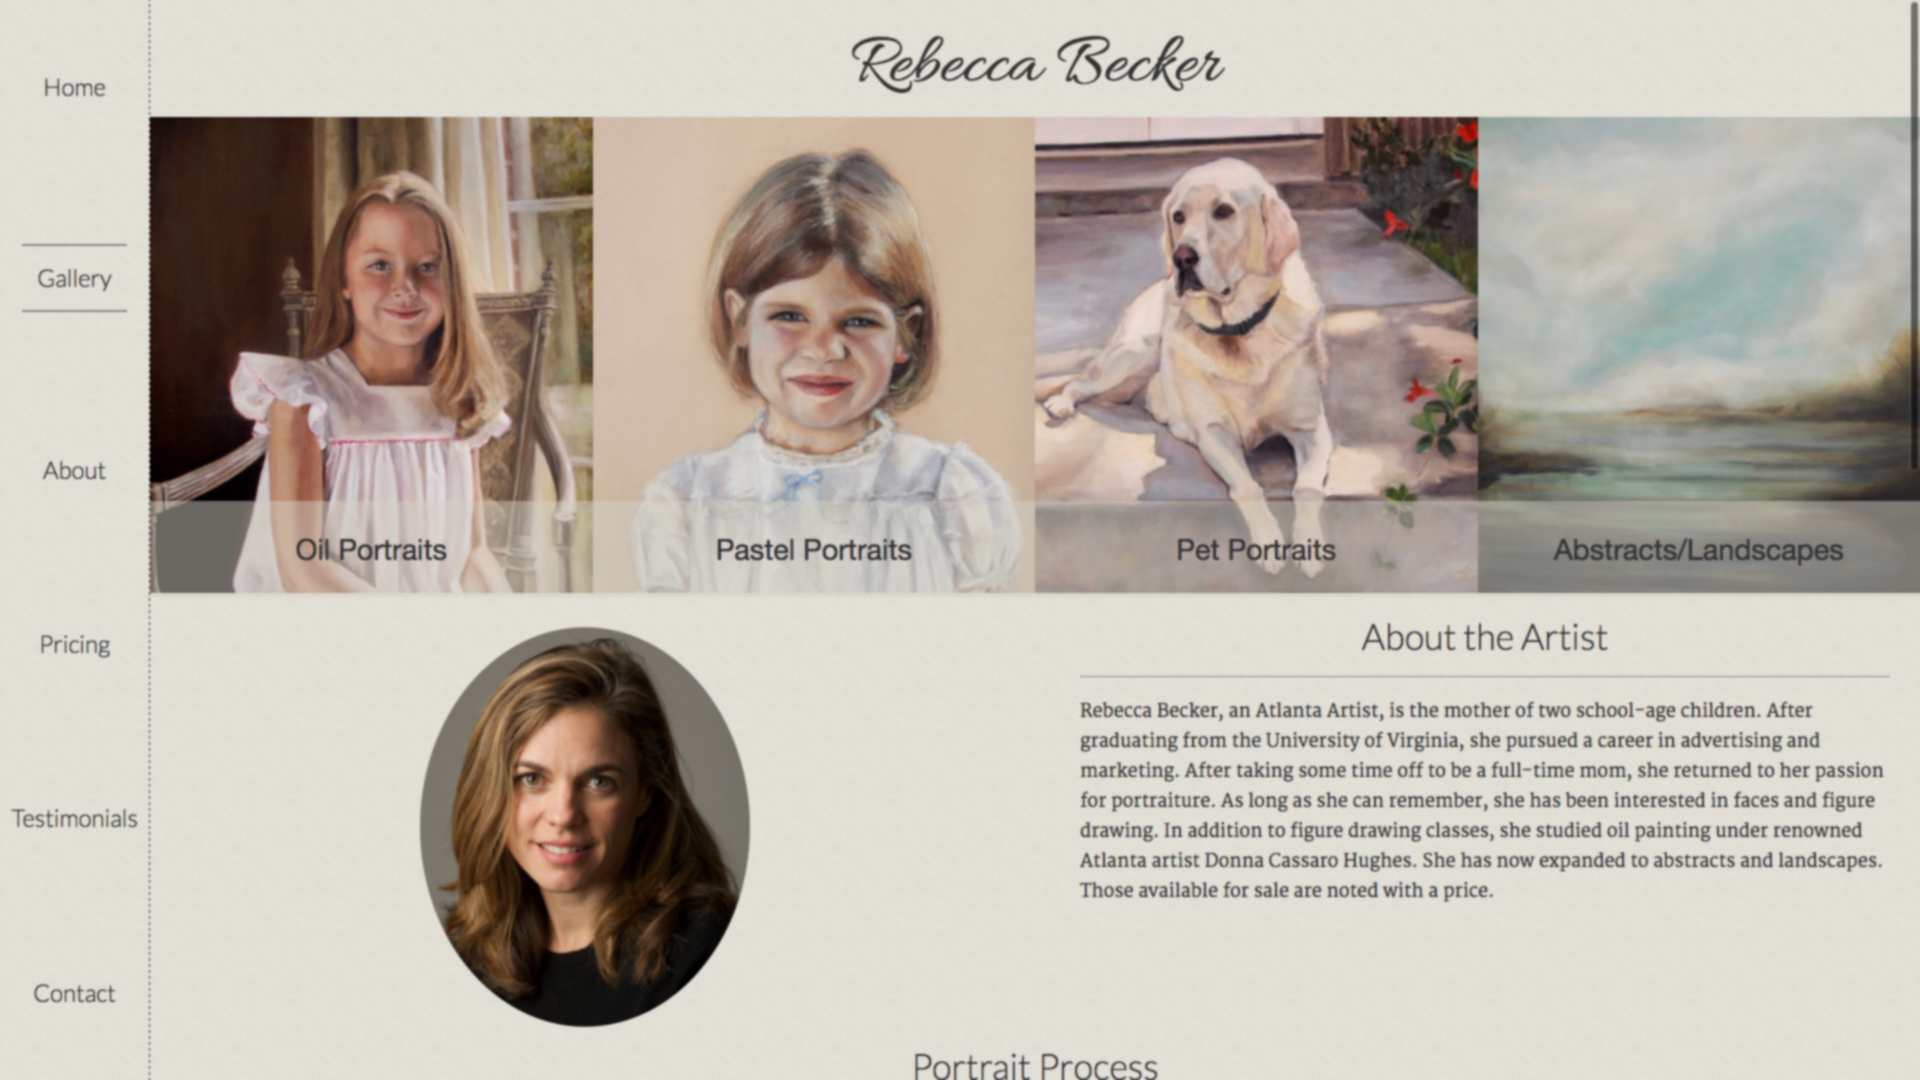 Rebecca Becker
Home
Gallery
About
Pricing
Testimonials
Contact
Oil Portraits
Pastel Portraits
Pet Portraits
Abstracts/Landscapes
About the Artist
Rebecca Becker, an Atlanta Artist, is the mother of two school-age children. After
graduating from the University of Virginia, she pursued a career in advertising and
marketing. After taking some time off to be a full-time mom, she returned to her passion
for portraiture. As long as she can remember, she has been interested in faces and figure
drawing. In addition to figure drawing classes, she studied oil painting under renowned
Atlanta artist Donna Cassaro Hughes. She has now expanded to abstracts and landscapes.
Those available for sale are noted with a price.
Portrait Process